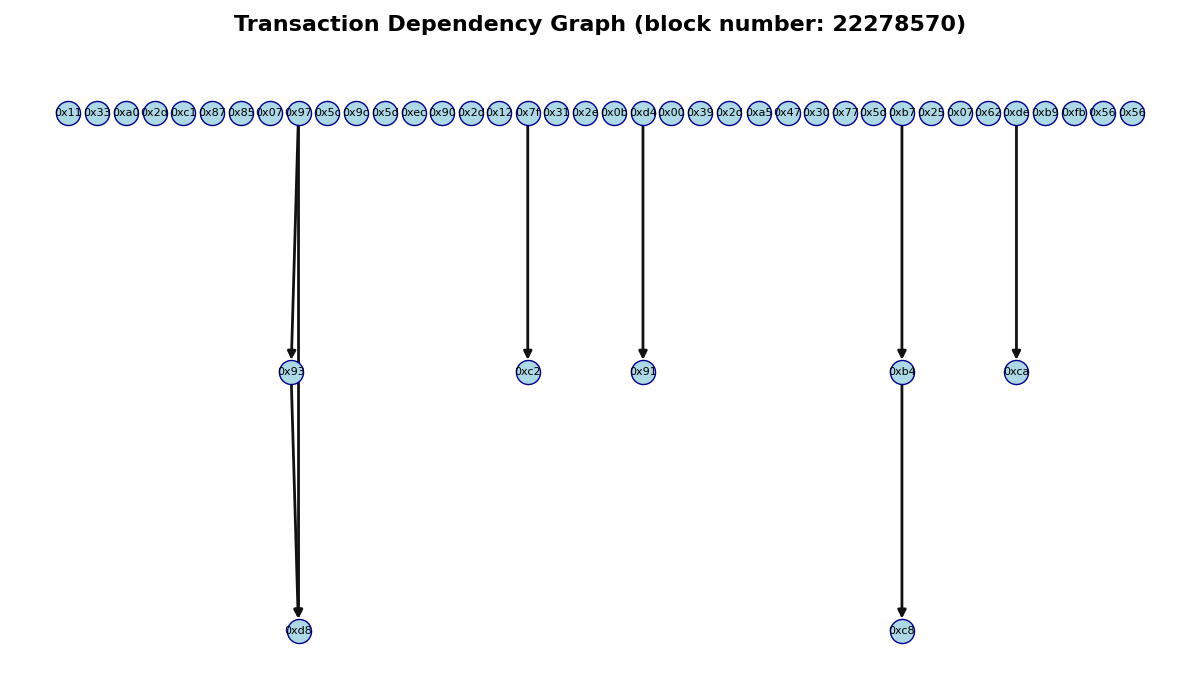 Transaction Dependency Graph (block number: 22278570)
0x11 0x33 0xa0 0x2d 0xc1 0x87 0x85 0x07 0x97 0x5c 0x9c 0x5d 0xec 0x90 0x2d 0x12 0x7f 0x31 0x2e 0x0b 0xd4 0x00 0x39 0x2d 0xa5 0x47 0x30 0x77 0x5d 0xb7 0x25 0x07 0x62 0xde 0xb9 0xfb 0x56 0x56
0x93 0xc2 0x91 0xb4 0xca
0xd8 0xc8